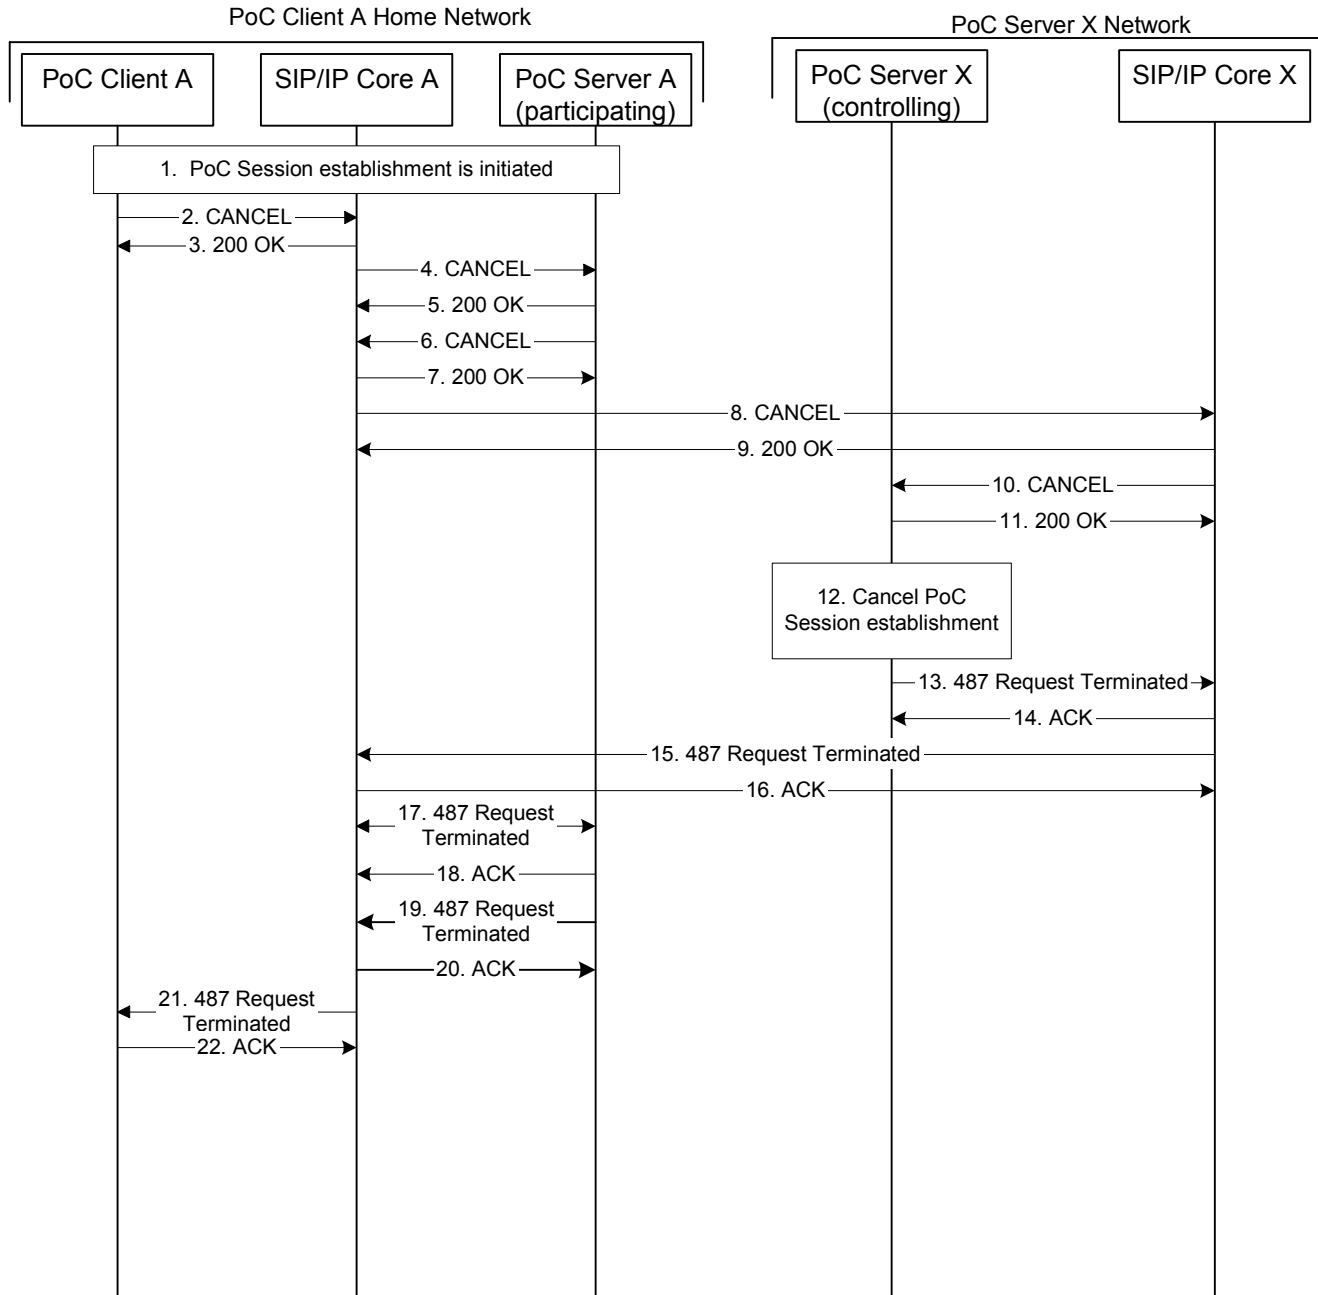 PoC Client A Home Network
PoC Server X Network
PoC Client A
SIP/IP Core A
PoC Server A
(participating)
PoC Server X
(controlling)
SIP/IP Core X
1. PoC Session establishment is initiated
2. CANCEL
3. 200 OK
4. CANCEL
5. 200 OK
6. CANCEL
7. 200 OK
8. CANCEL
9. 200 OK
10. CANCEL
11. 200 OK
12. Cancel PoC
Session establishment
13. 487 Request Terminated
14. ACK
15. 487 Request Terminated
16. ACK
17. 487 Request
Terminated
18. ACK
19. 487 Request
Terminated
20. ACK
21. 487 Request
Terminated
22. ACK